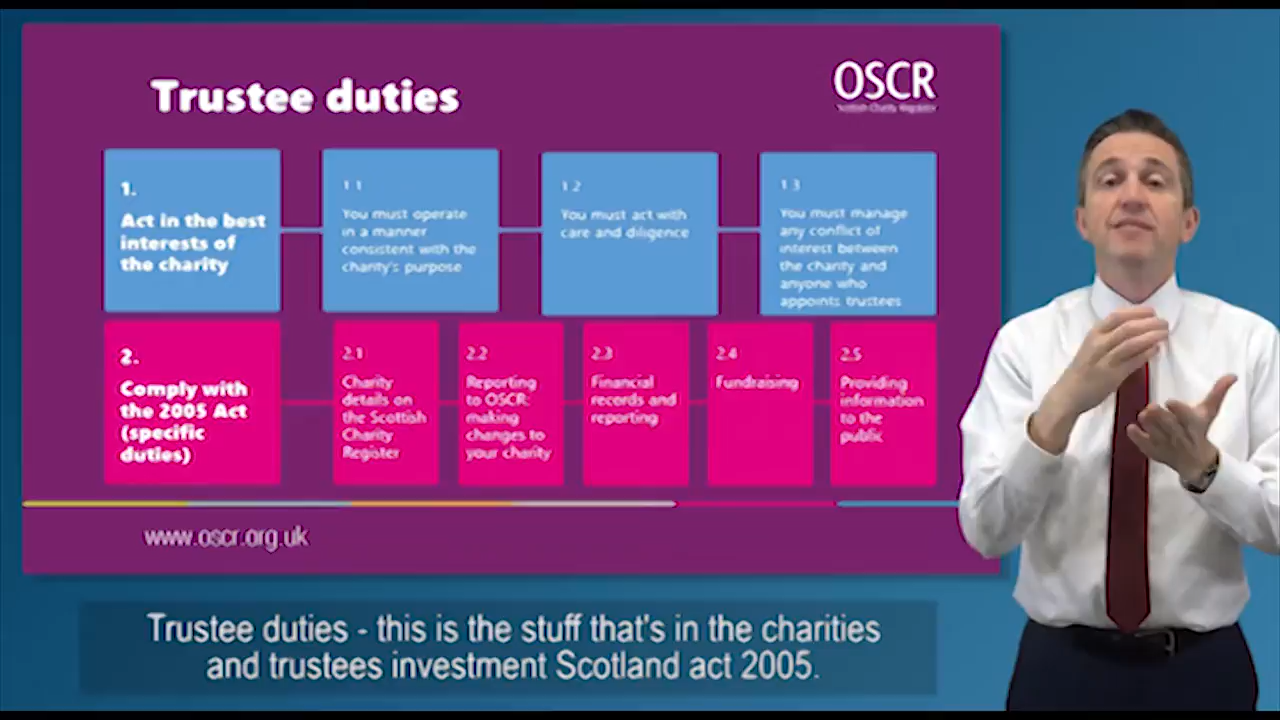 Trustee duties
OSCR
Scottish Charity Regulator
1.
Act in the best
interests of
the charity
1.1
You must operate
in a manner
consistent with the
charity's purpose
1.2
You must act with
care and diligence
1.3
You must manage
any conflict of
interest between
the charity and
anyone who
appoints trustees
2.
Comply with
the 2005 Act
(specific
duties)
2.1
Charity
details on
the Scottish
Charity
Register
2.2
Reporting
to OSCR:
making
changes to
your charity
2.3
Financial
records and
reporting
2.4
Fundraising
2.5
Providing
information
to the
public
www.oscr.org.uk
Trustee duties - this is the stuff that's in the charities
and trustees investment Scotland act 2005.